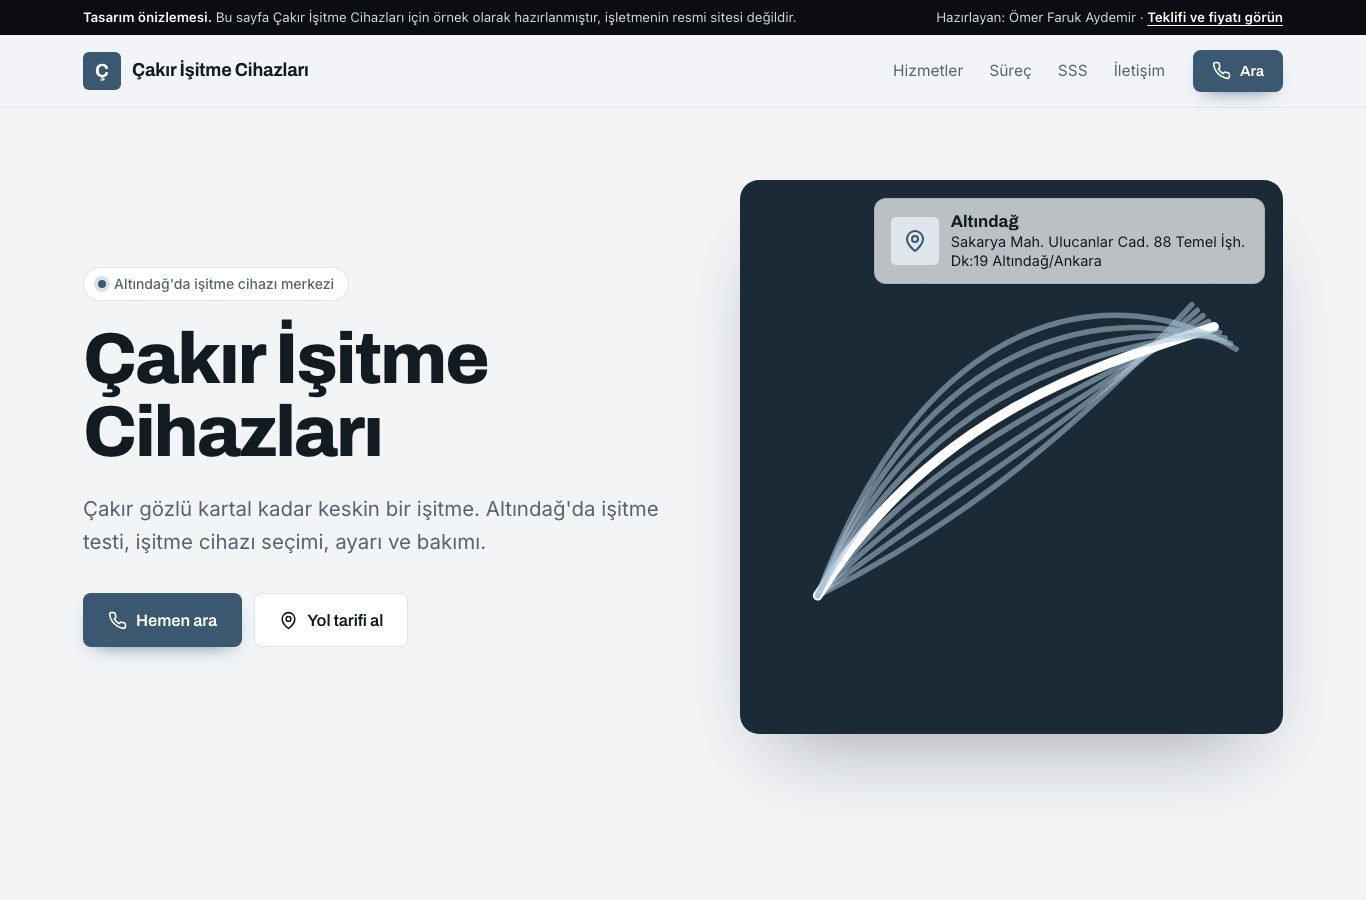 Tasarım önizlemesi. Bu sayfa Çakır İşitme Cihazları için örnek olarak hazırlanmıştır, işletmenin resmi sitesi değildir.
Hazırlayan: Ömer Faruk Aydemir · Teklifi ve fiyatı görün
Ç
Çakır İşitme Cihazları
Hizmetler
Süreç
SSS
İletişim
Ara
Altındağ'da işitme cihazı merkezi
Çakır İşitme
Cihazları
Çakır gözlü kartal kadar keskin bir işitme. Altındağ'da işitme
testi, işitme cihazı seçimi, ayarı ve bakımı.
Hemen ara
Yol tarifi al
Altındağ
Sakarya Mah. Ulucanlar Cad. 88 Temel İşh.
Dk:19 Altındağ/Ankara